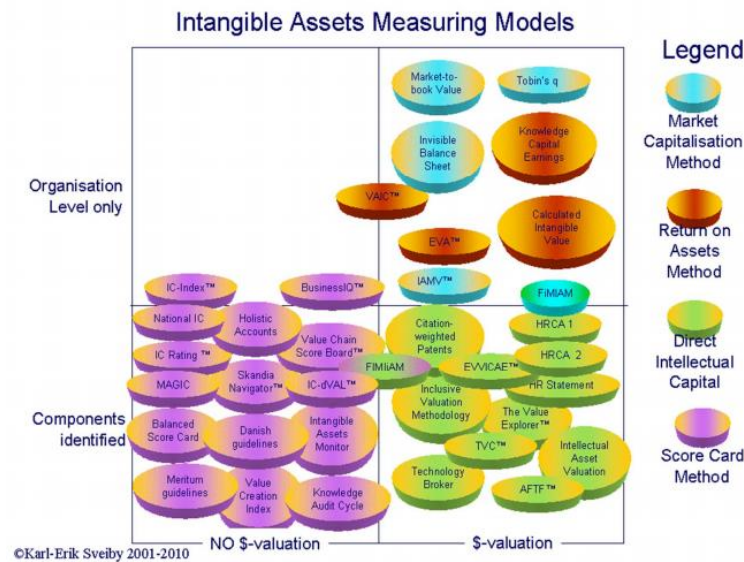 Intangible Assets Measuring Models
Legend
Market-to-
book Value
Tobin's q
Market
Capitalisation
Method
Invisible
Balance
Sheet
Knowledge
Capital
Earnings
Organisation
Level only
VAIC™
Calculated
Intangible
Value
EVA™
Return on
Assets
Method
IC-Index™
BusinessIQ™
IAMV™
FiMIAM
National IC
Holistic
Accounts
Citation-
weighted
Patents
HRCA 1
IC Rating ™
Value Chain
Score Board™
HRCA 2
Direct
Intellectual
Capital
FIMIiAM
EVVICAE™
MAGIC
Skandia
Navigator™
IC-dVAL™
Inclusive
Valuation
Methodology
HR Statement
Components
identified
Balanced
Score Card
Danish
guidelines
Intangible
Assets
Monitor
The Value
Explorer™
TVC™
Intellectual
Asset
Valuation
Score Card
Method
Meritum
guidelines
Value
Creation
Index
Knowledge
Audit Cycle
Technology
Broker
AFTF™
NO $-valuation
$-valuation
©Karl-Erik Sveiby 2001-2010